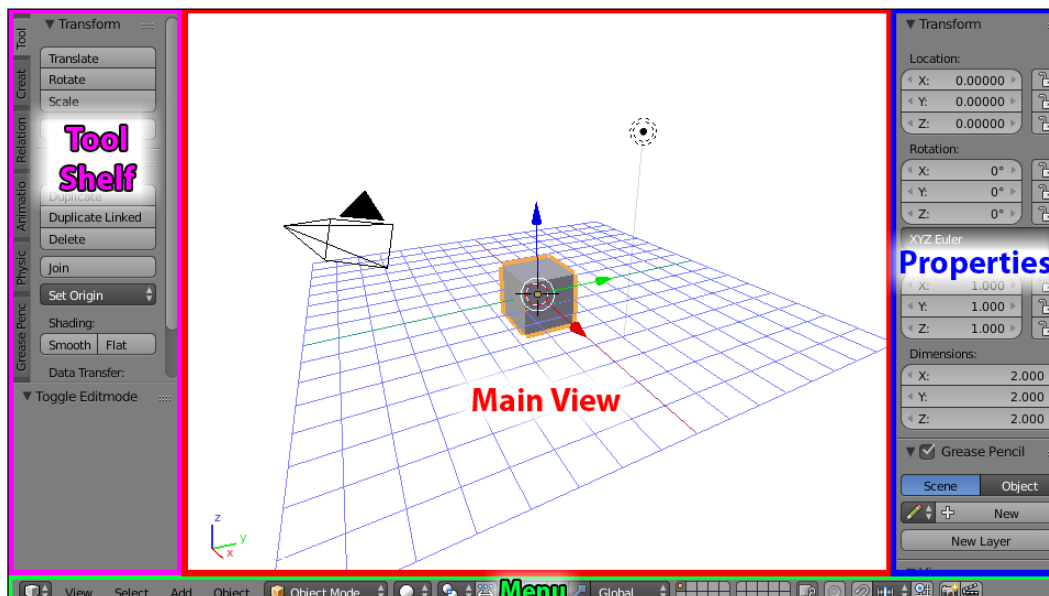 Transform
Translate
Rotate
Scale
Tool
Shelf
Duplicate
Duplicate Linked
Delete
Join
Set Origin
Shading:
Smooth Flat
Data Transfer:
Toggle Editmode
Tool
Creat
Relation
Animatio
Physic
Grease Penc
Main View
z
y
x
Transform
Location:
X: 0.00000
Y: 0.00000
Z: 0.00000
Rotation:
X: 0°
Y: 0°
Z: 0°
XYZ Euler
Properties
X: 1.000
Y: 1.000
Z: 1.000
Dimensions:
X: 2.000
Y: 2.000
Z: 2.000
Grease Pencil
Scene Object
New
New Layer
View Select Add Object Object Mode Menu Global